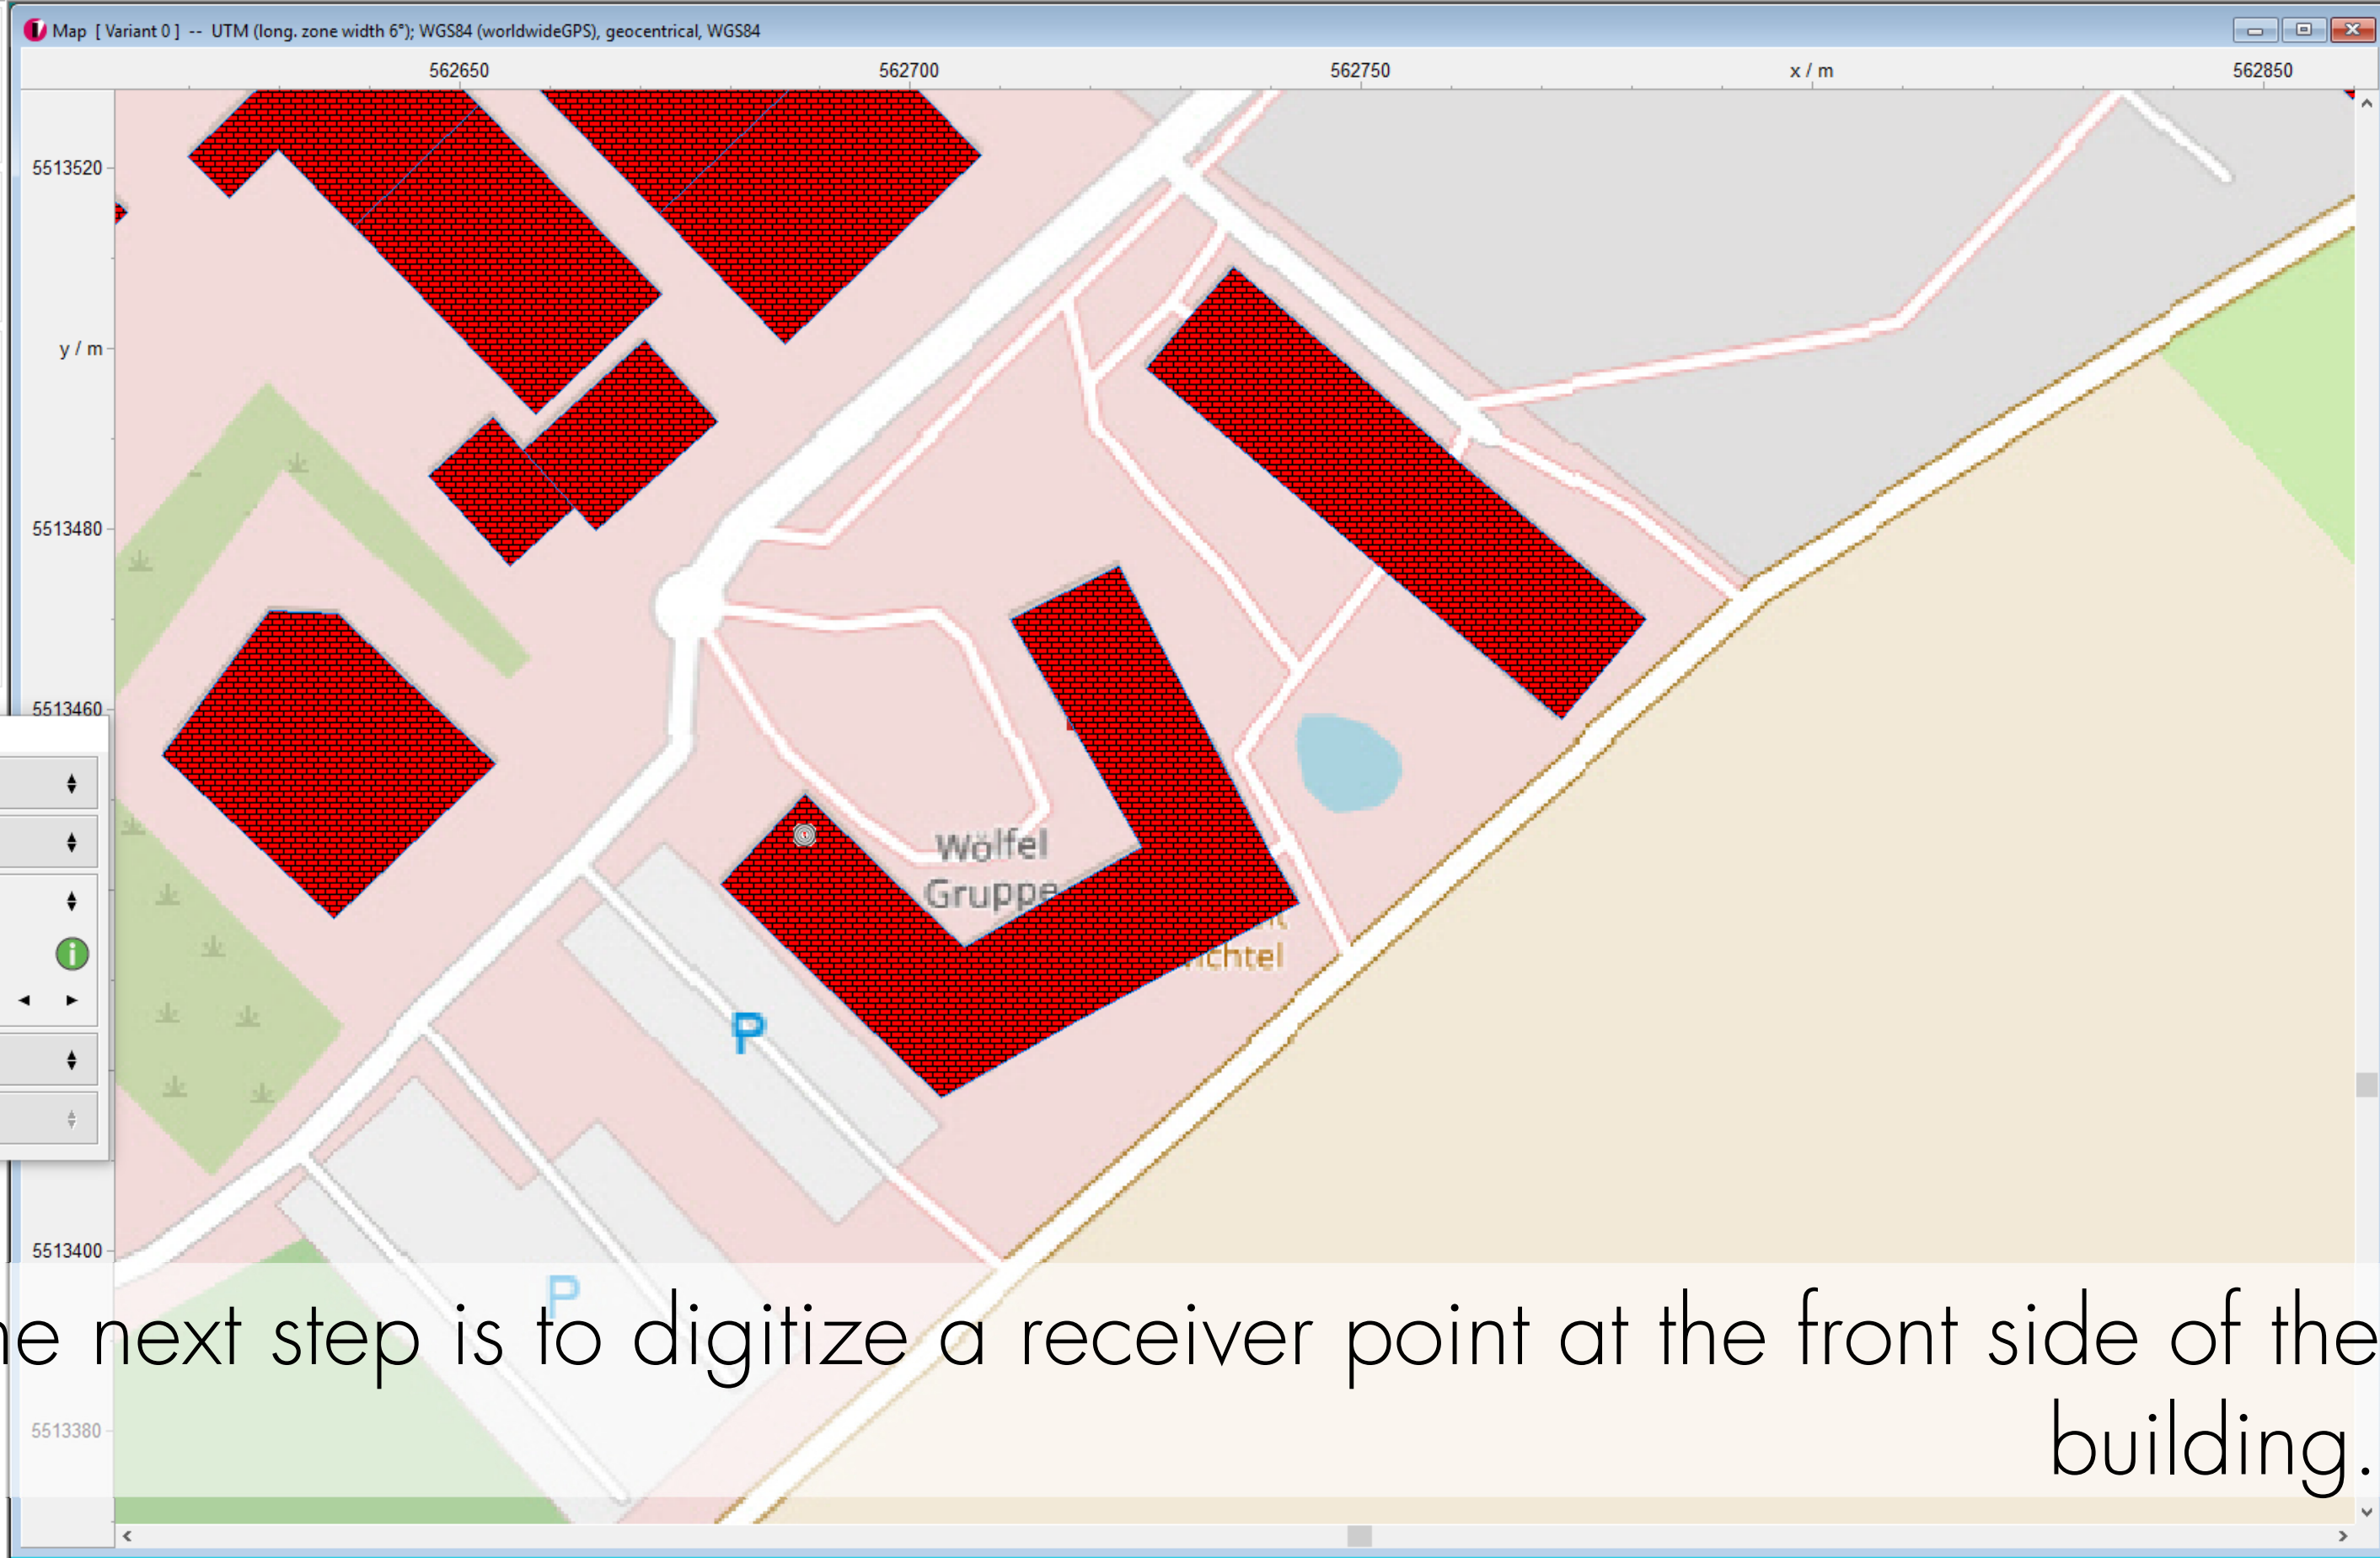 Map [ Variant 0 ] -- UTM (long. zone width 6°); WGS84 (worldwideGPS), geocentrical, WGS84
562650 562700 562750 x / m 562850
5513520
y / m
5513480
5513460
Wölfel
Gruppe
chtel
P
5513400
P
next step is to digitize a receiver point at the front side of the
5513380
building.